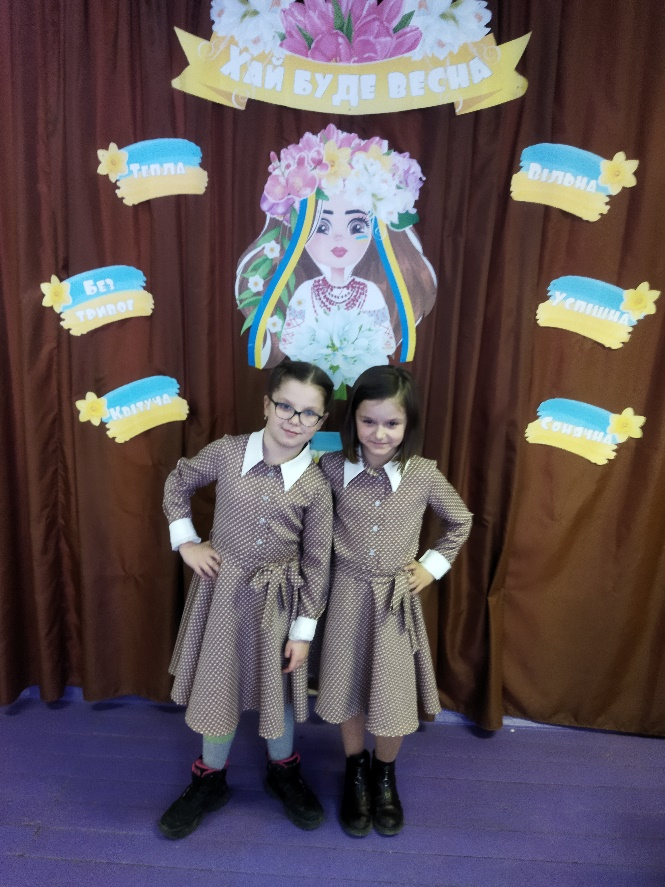 ХАЙ БУДЕ ВЕСНА
ТЕПЛА
ВІЛЬНА
БЕЗ
ТРИВОГ
УСПІШНА
КВІТУЧА
СОНЯЧНА